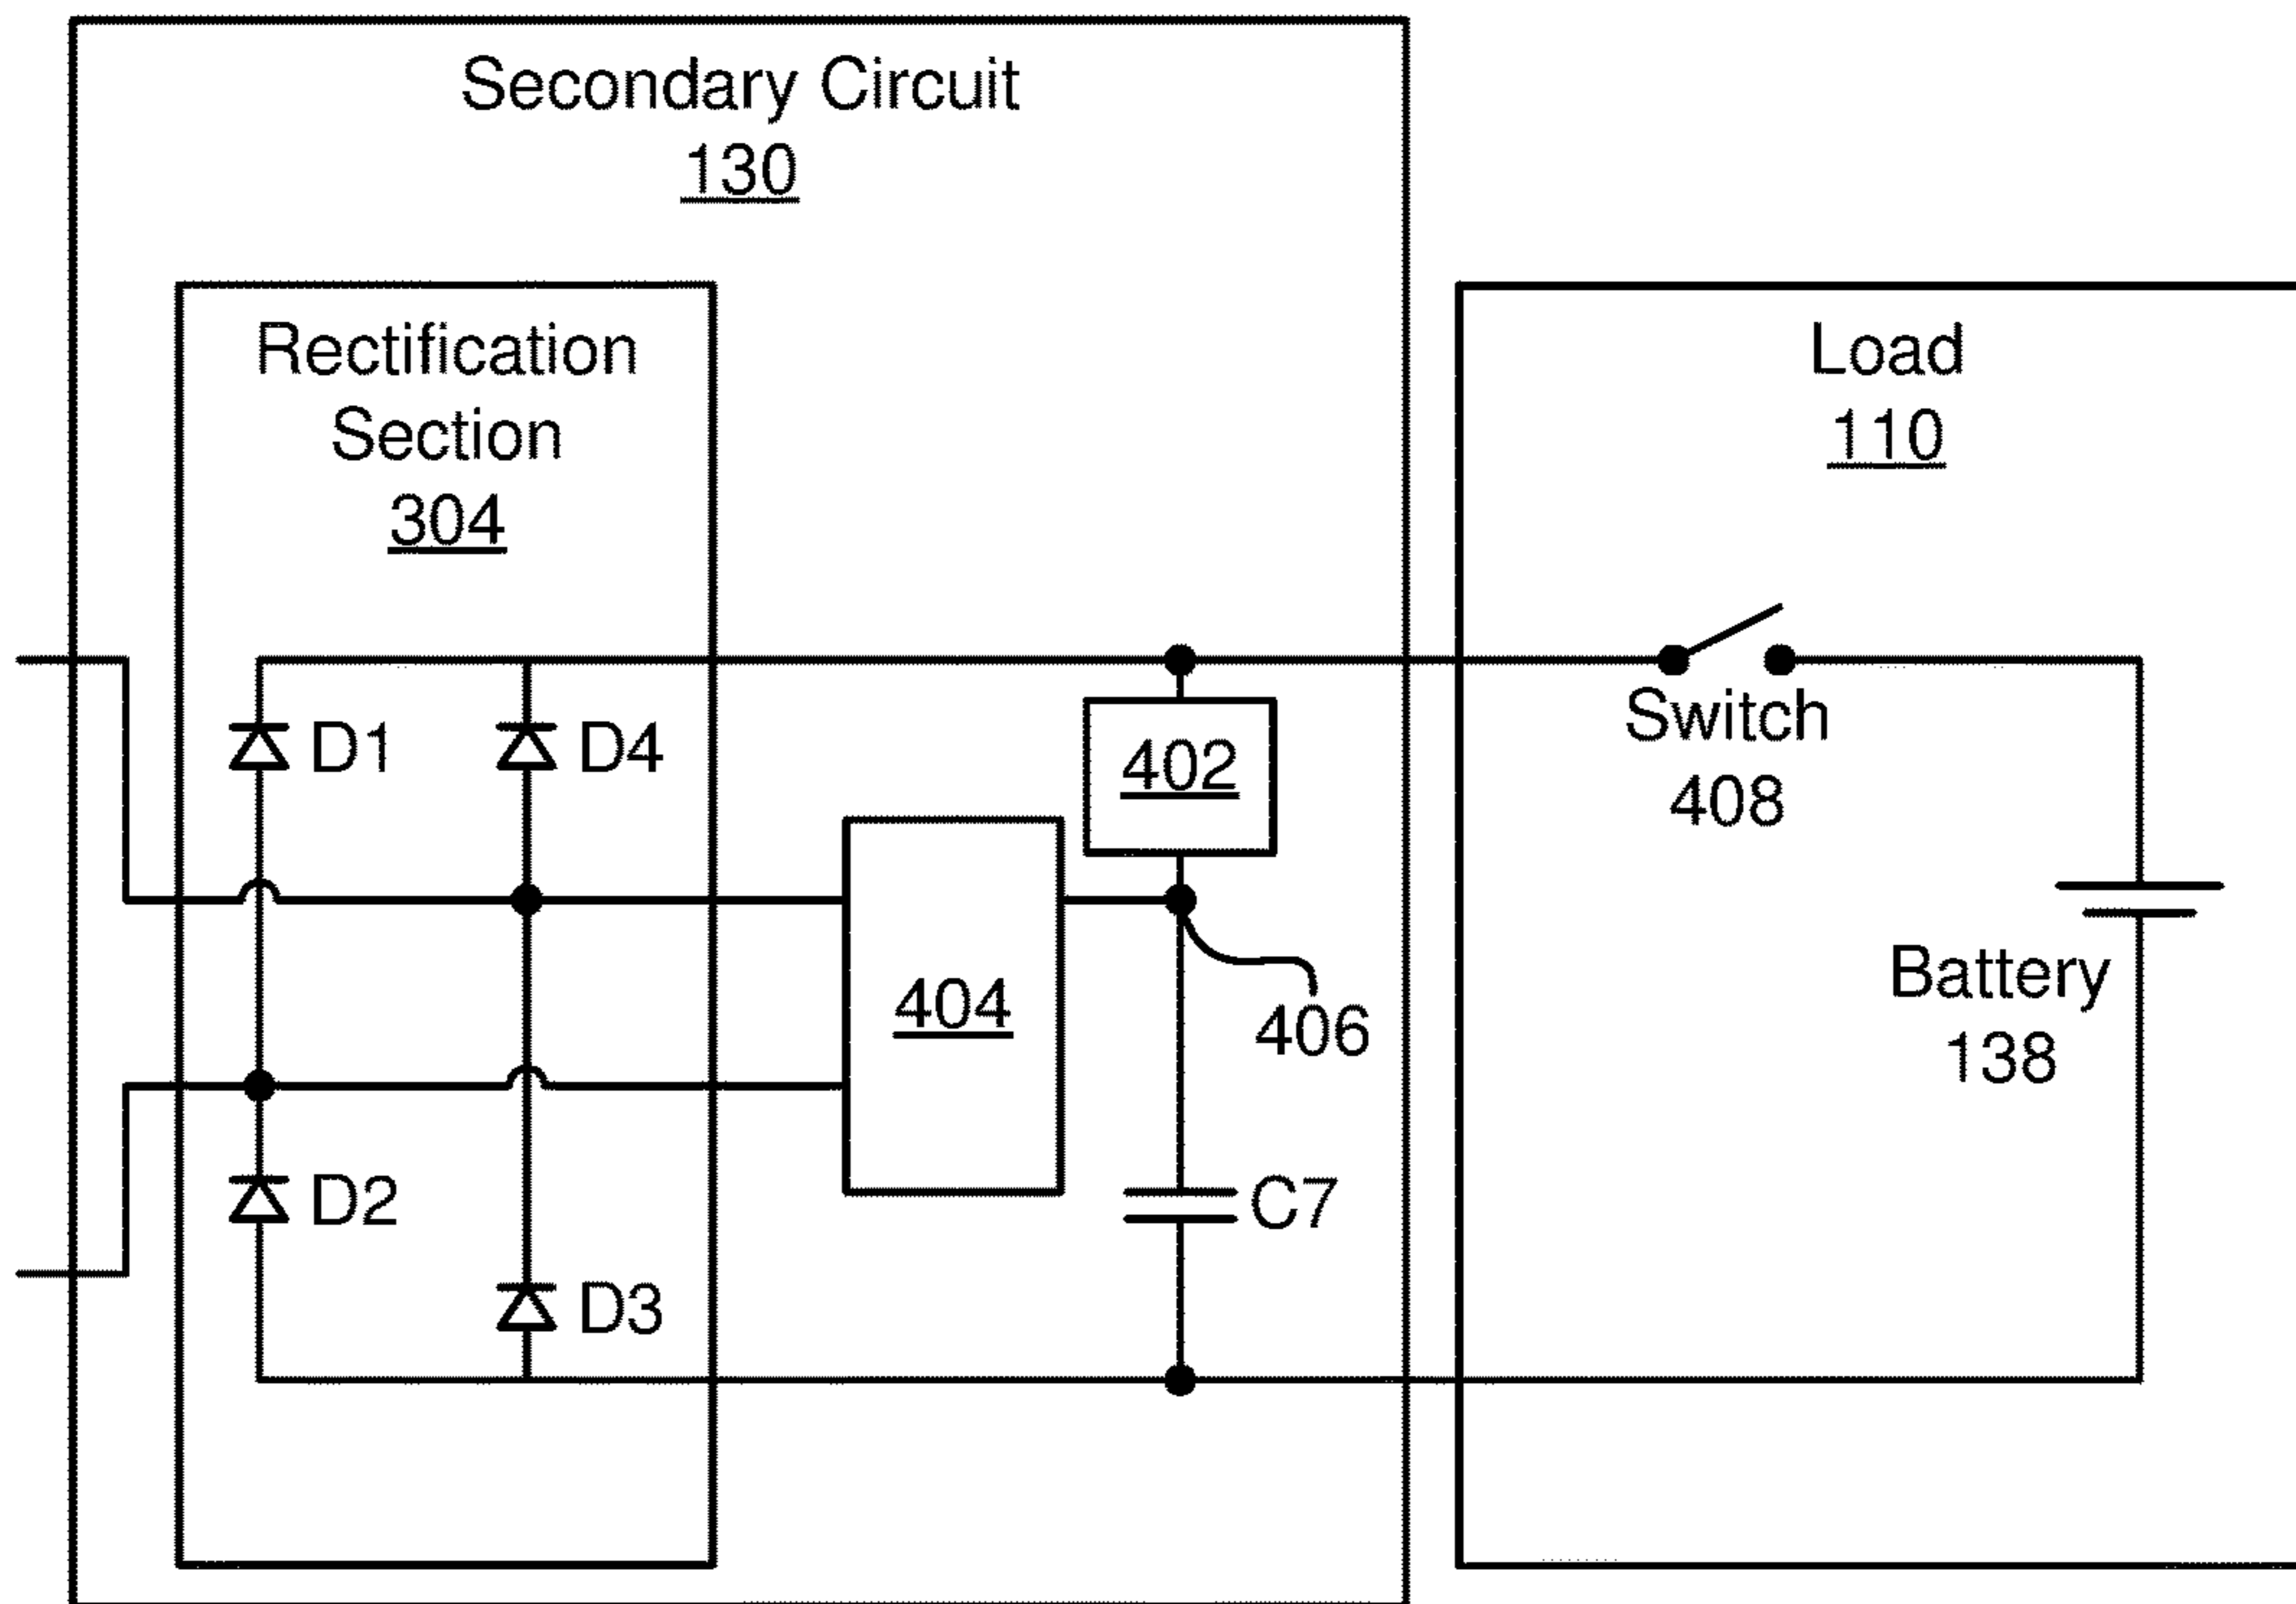 Secondary Circuit
130
Rectification
Section
304
Load
110
D1
D4
402
Switch
408
404
406
Battery
138
D2
C7
D3